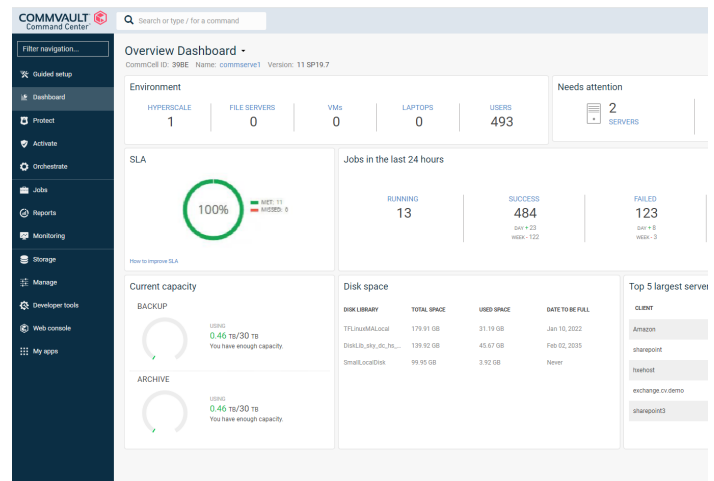 COMMVAULT
Command Center™
Search or type / for a command
Filter navigation...
Guided setup
Dashboard
Protect
Activate
Orchestrate
Jobs
Reports
Monitoring
Storage
Manage
Developer tools
Web console
My apps
Overview Dashboard
CommCell ID: 39BE Name: commserve1 Version: 11 SP19.7
Environment
HYPERSCALE FILE SERVERS VMs LAPTOPS USERS
1 0 0 0 493
Needs attention
2
SERVERS
SLA
100%
MET: 11
How to improve SLA
Jobs in the last 24 hours
RUNNING SUCCESS FAILED
13 484 123
DAY + 23 DAY + 8
WEEK - 122 WEEK - 3
Current capacity
BACKUP
USING
0.46 TB/30 TB
You have enough capacity.
ARCHIVE
USING
0.46 TB/30 TB
You have enough capacity.
Disk space
DISK LIBRARY TOTAL SPACE USED SPACE DATE TO BE FULL
TFLinuxMALocal 179.91 GB 31.19 GB Jan 10, 2022
DiskLib_sky_dc_hs_... 139.92 GB 45.67 GB Feb 02, 2035
SmallLocalDisk 99.95 GB 3.92 GB Never
Top 5 largest server
CLIENT
Amazon
sharepoint
hxehost
exchange.cv.demo
sharepoint3